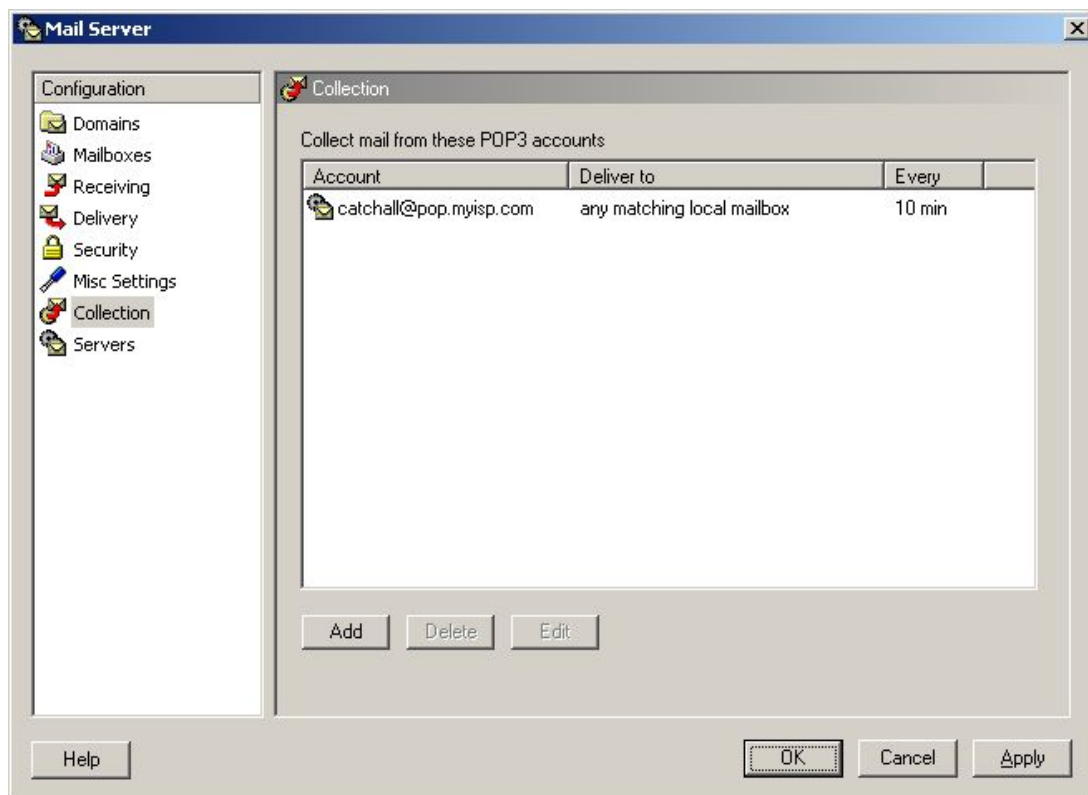 Mail Server
Configuration
Domains
Mailboxes
Receiving
Delivery
Security
Misc Settings
Collection
Servers
Collection
Collect mail from these POP3 accounts
Account Deliver to Every
catchall@pop.myisp.com any matching local mailbox 10 min
Add Delete Edit
Help OK Cancel Apply